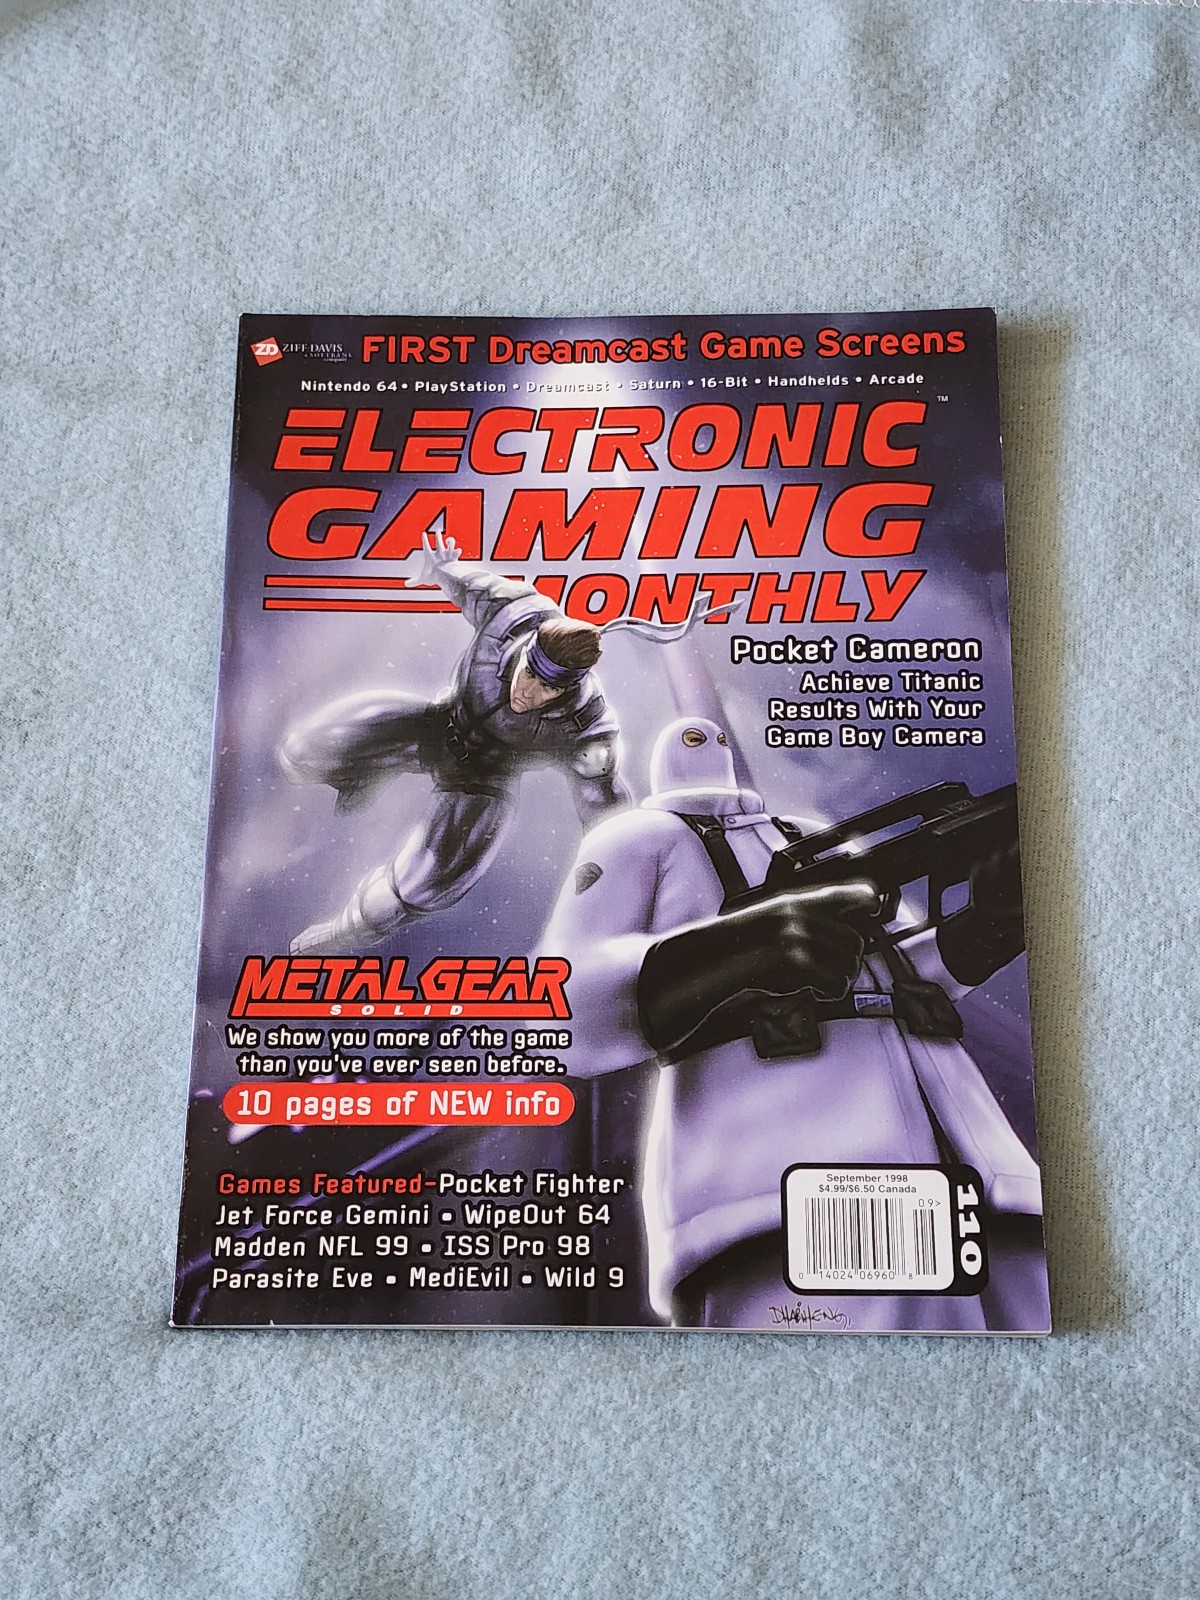 ZD ZIFF-DAVIS
A SOFTBANK
company
FIRST Dreamcast Game Screens
Nintendo 64 • PlayStation • Dreamcast • Saturn • 16-Bit • Handhelds • Arcade
ELECTRONIC™
GAMING
MONTHLY
Pocket Cameron
Achieve Titanic
Results With Your
Game Boy Camera
METAL GEAR
SOLID
We show you more of the game
than you've ever seen before.
10 pages of NEW info
Games Featured-Pocket Fighter
Jet Force Gemini • WipeOut 64
Madden NFL 99 • ISS Pro 98
Parasite Eve • MediEvil • Wild 9
September 1998
$4.99/$6.50 Canada
09>
0 14024 06960 8
110